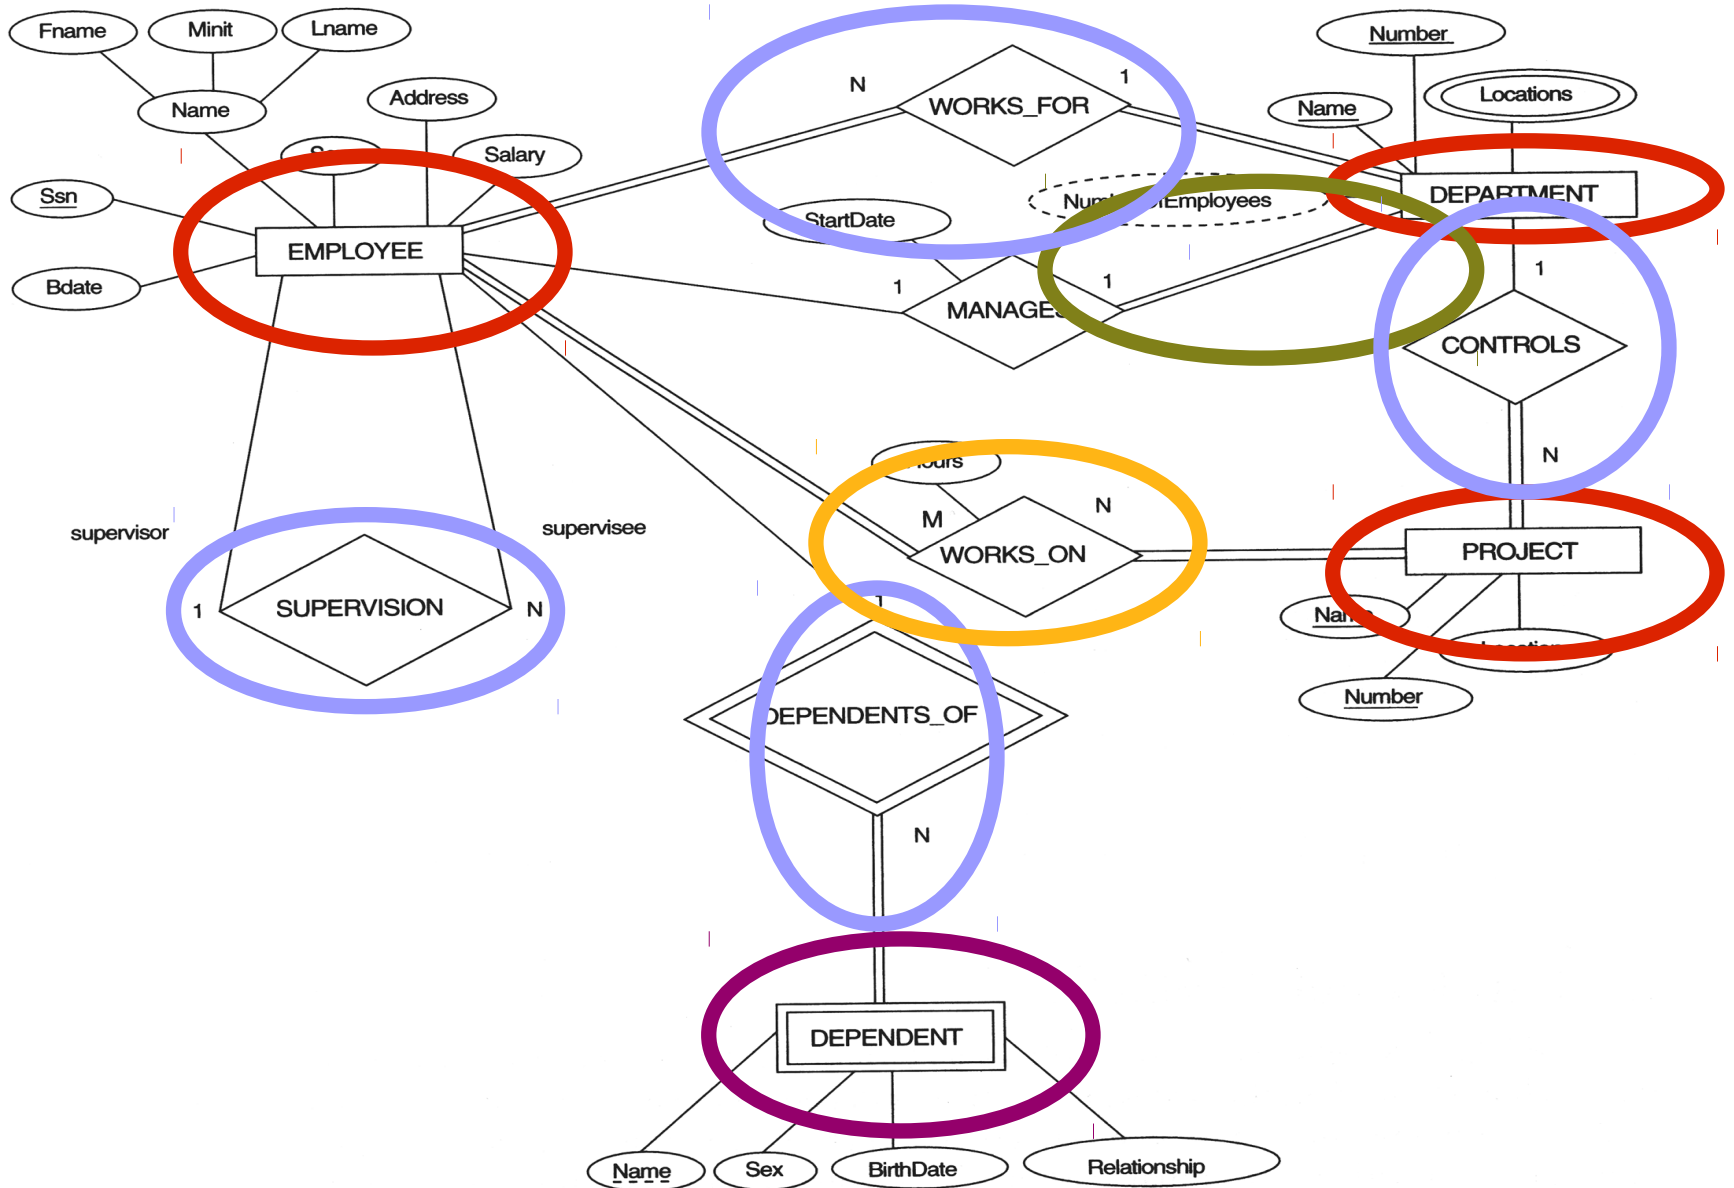 Fname
Minit
Lname
Number
Address
Name
N
1
WORKS_FOR
Name
Locations
Salary
Ssn
StartDate
DEPARTMENT
EMPLOYEE
Bdate
1
1
MANAGES
1
CONTROLS
N
supervisor
supervisee
M
N
WORKS_ON
PROJECT
1
SUPERVISION
N
1
Number
DEPENDENTS_OF
N
DEPENDENT
Name
Sex
BirthDate
Relationship